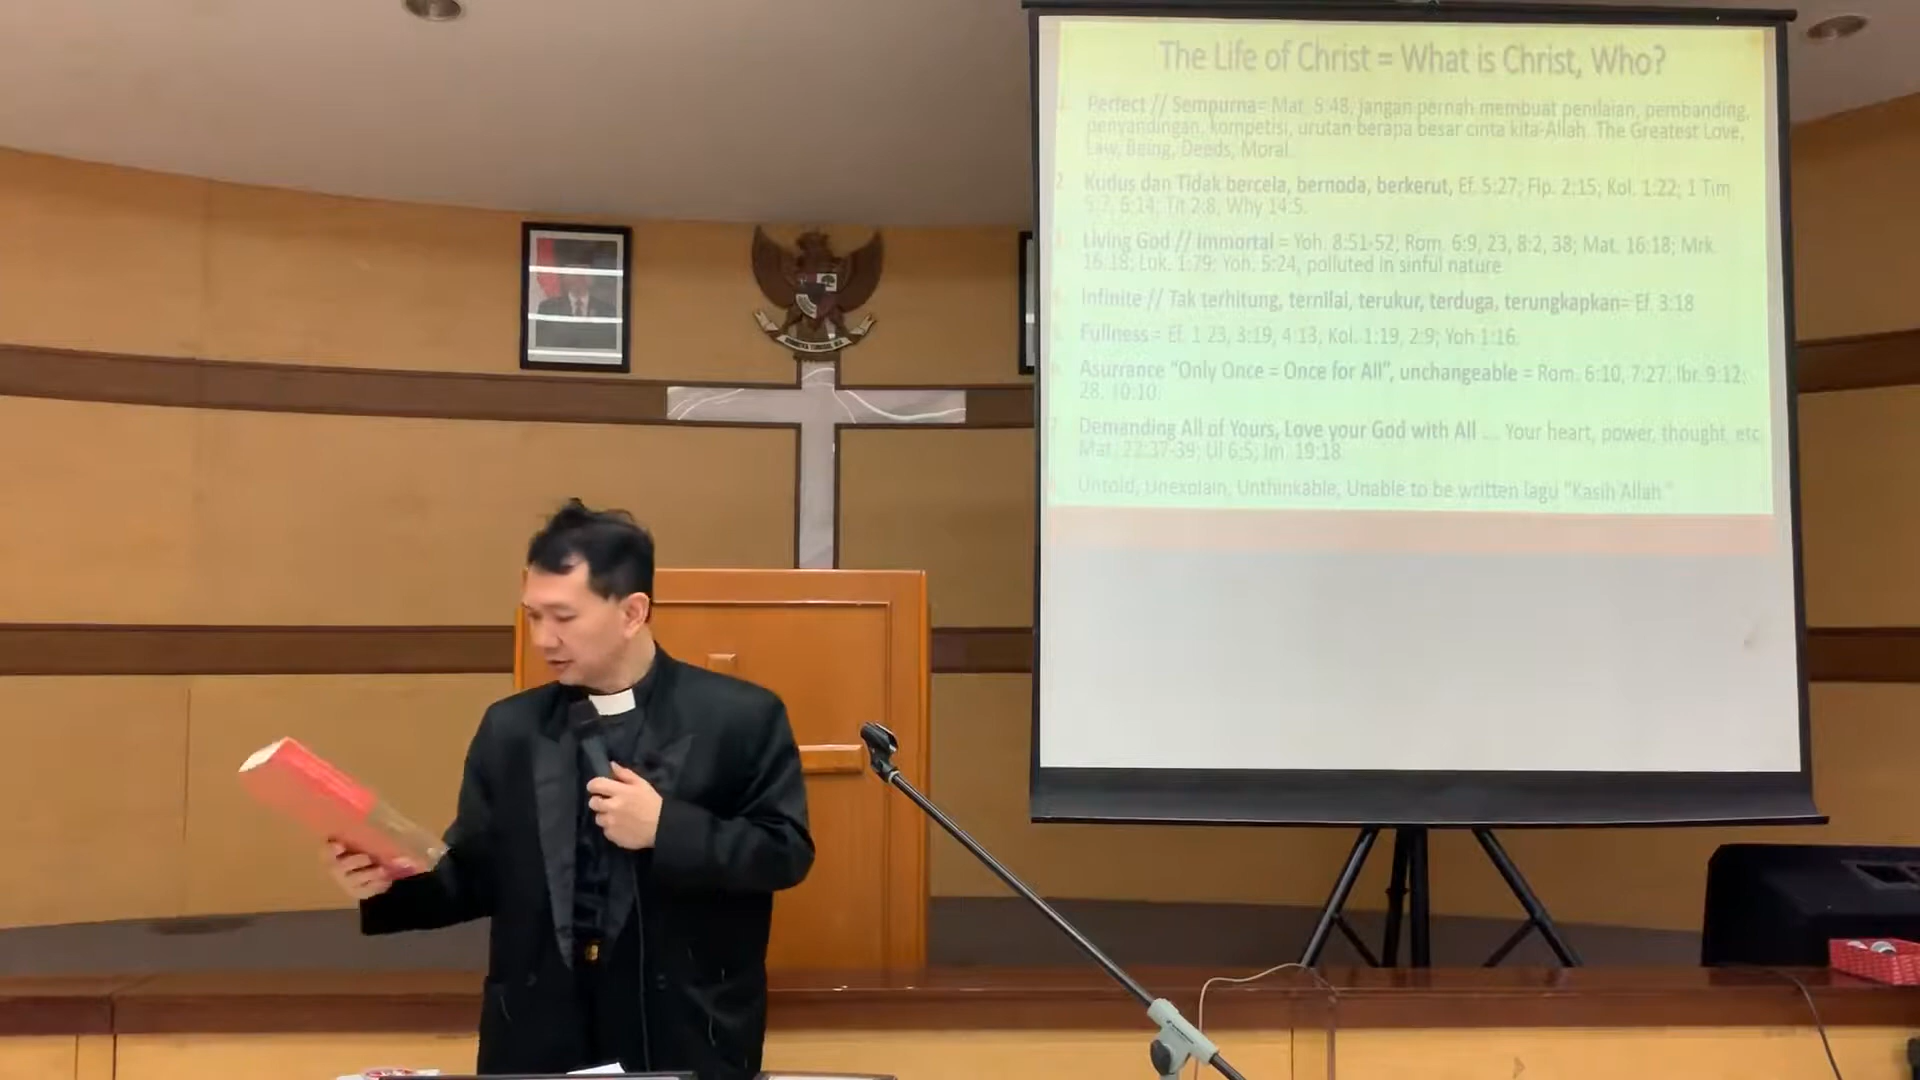 The Life of Christ = What is Christ, Who?
Perfect // Sempurna= Mat. 5:48, jangan pernah membuat penilaian, pembanding,
penyandingan, kompetisi, urutan berapa besar cinta kita-Allah. The Greatest Love,
Law, Being, Deeds, Moral.
2. Kudus dan Tidak bercela, bernoda, berkerut, Ef. 5:27; Flp. 2:15; Kol. 1:22; 1 Tim
5:7, 6:14; Tit 2:8, Why 14:5.
Living God // Immortal = Yoh. 8:51-52; Rom. 6:9, 23, 8:2, 38; Mat. 16:18; Mrk.
16:18; Luk. 1:79; Yoh. 5:24, polluted in sinful nature
Infinite // Tak terhitung, ternilai, terukur, terduga, terungkapkan= Ef. 3:18
Fullness = Ef. 1:23, 3:19, 4:13, Kol. 1:19, 2:9; Yoh 1:16.
Asurrance "Only Once = Once for All", unchangeable = Rom. 6:10, 7:27; Ibr. 9:12;
28, 10:10.
Demanding All of Yours, Love your God with All ... Your heart, power, thought, etc
Mat. 22:37-39; Ul 6:5; Im. 19:18
Untold, Unexplain, Unthinkable, Unable to be written lagu "Kasih Allah"